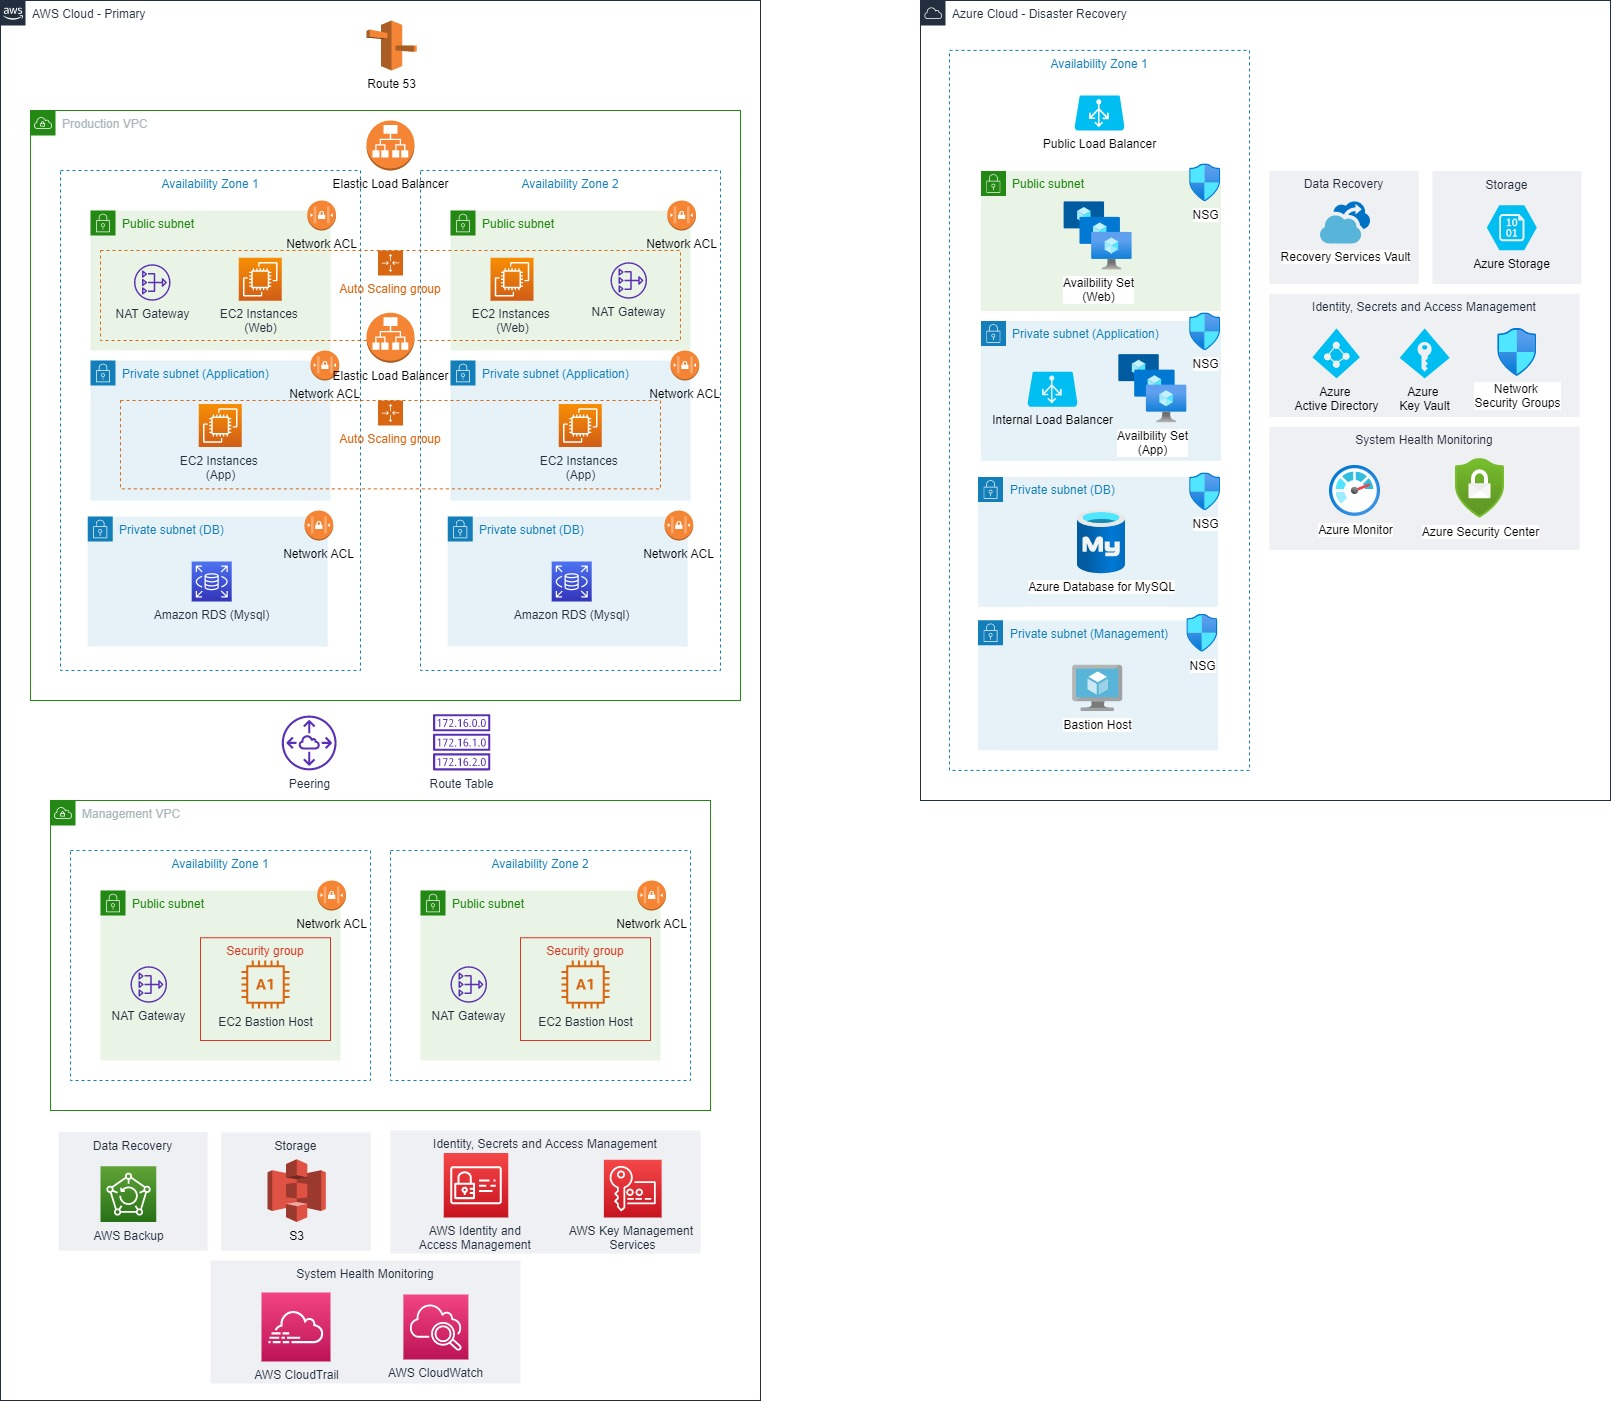 aws
AWS Cloud - Primary
Route 53
Production VPC
Elastic Load Balancer
Availability Zone 1
Availability Zone 2
Public subnet
Network ACL
Public subnet
Network ACL
Auto Scaling group
NAT Gateway
EC2 Instances
(Web)
EC2 Instances
(Web)
NAT Gateway
Elastic Load Balancer
Private subnet (Application)
Network ACL
Private subnet (Application)
Network ACL
Auto Scaling group
EC2 Instances
(App)
EC2 Instances
(App)
Private subnet (DB)
Network ACL
Private subnet (DB)
Network ACL
Amazon RDS (Mysql)
Amazon RDS (Mysql)
Peering
172.16.0.0
172.16.1.0
172.16.2.0
Route Table
Management VPC
Availability Zone 1
Availability Zone 2
Public subnet
Network ACL
Public subnet
Network ACL
NAT Gateway
Security group
A1
EC2 Bastion Host
NAT Gateway
Security group
A1
EC2 Bastion Host
Data Recovery
AWS Backup
Storage
S3
Identity, Secrets and Access Management
AWS Identity and
Access Management
AWS Key Management
Services
System Health Monitoring
AWS CloudTrail
AWS CloudWatch
Azure Cloud - Disaster Recovery
Availability Zone 1
Public Load Balancer
Public subnet
NSG
Availbility Set
(Web)
Private subnet (Application)
NSG
Internal Load Balancer
Availbility Set
(App)
Private subnet (DB)
NSG
My
Azure Database for MySQL
Private subnet (Management)
NSG
Bastion Host
Data Recovery
Recovery Services Vault
Storage
10
01
Azure Storage
Identity, Secrets and Access Management
Azure
Active Directory
Azure
Key Vault
Network
Security Groups
System Health Monitoring
Azure Monitor
Azure Security Center